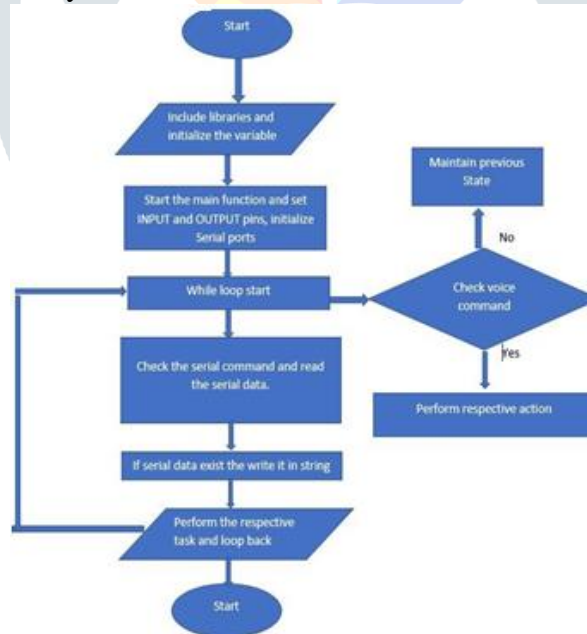 Start
Include libraries and
initialize the variable
Start the main function and set
INPUT and OUTPUT pins, initialize
Serial ports
While loop start
Check the serial command and read
the serial data.
If serial data exist the write it in string
Perform the respective
task and loop back
Start
Maintain previous
State
No
Check voice
command
Yes
Perform respective action